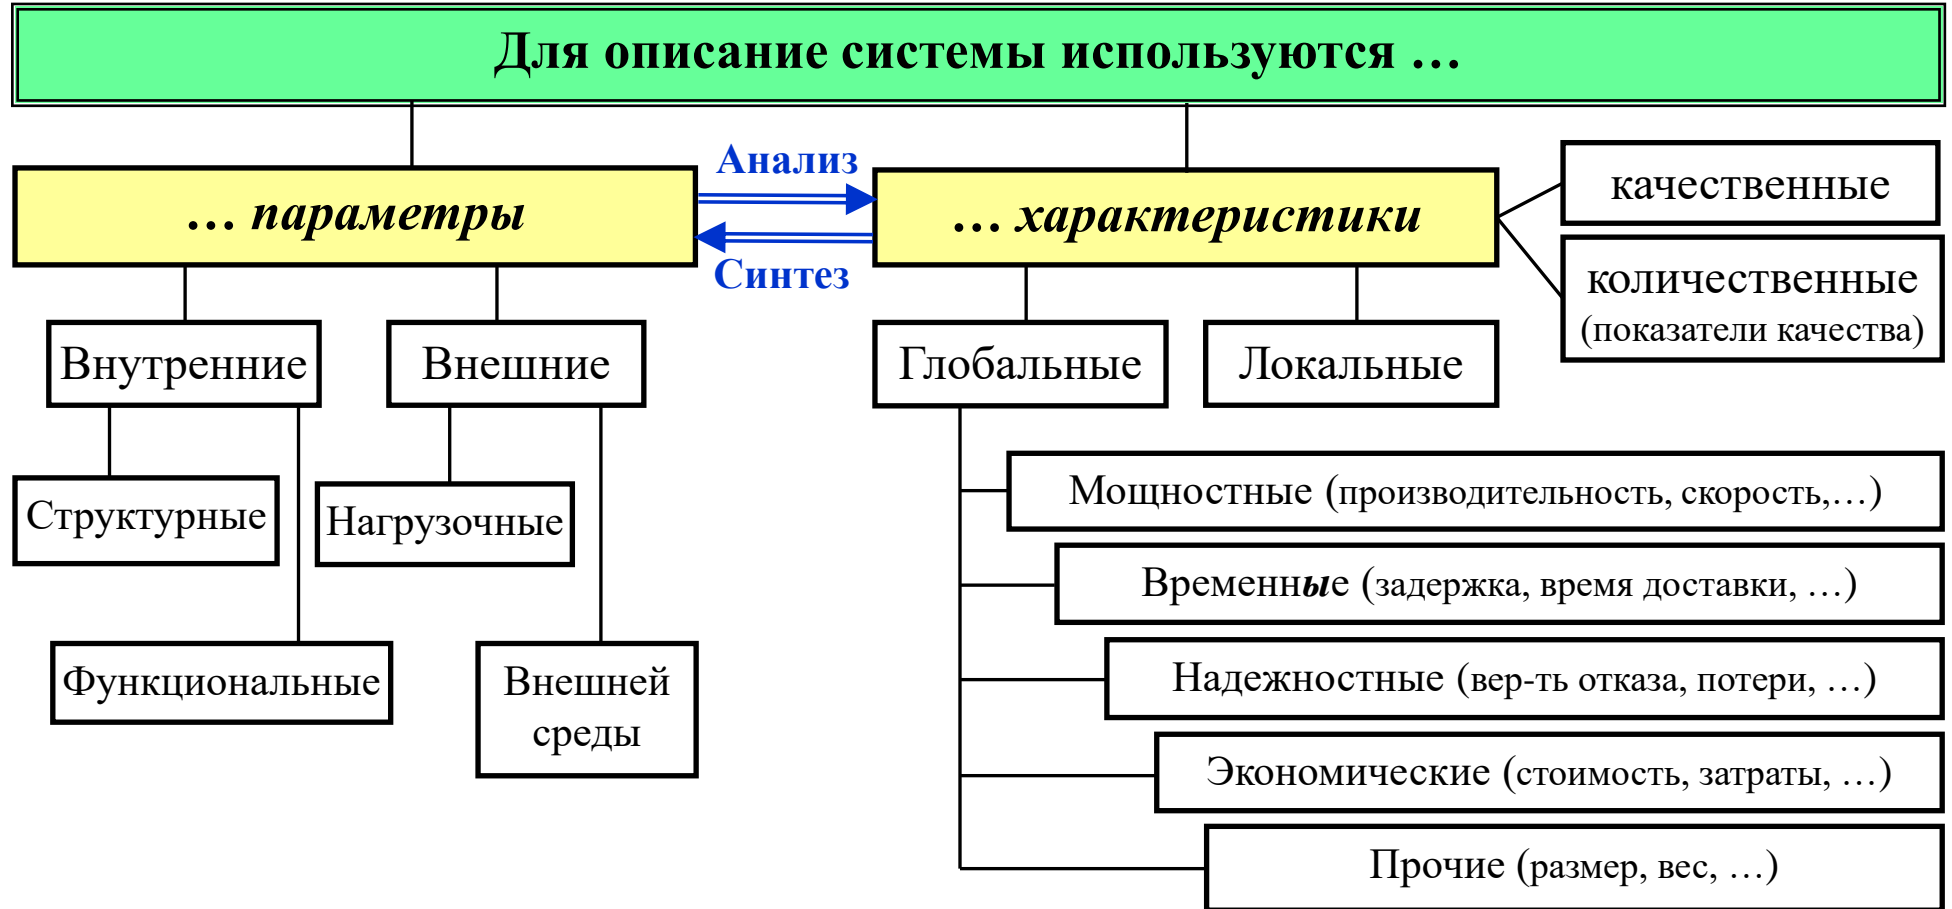 Для описание системы используются …
… параметры
Анализ
Синтез
… характеристики
качественные
количественные
(показатели качества)
Внутренние
Внешние
Глобальные
Локальные
Структурные
Нагрузочные
Функциональные
Внешней
среды
Мощностные (производительность, скорость,…)
Временные (задержка, время доставки, …)
Надежностные (вер-ть отказа, потери, …)
Экономические (стоимость, затраты, …)
Прочие (размер, вес, …)